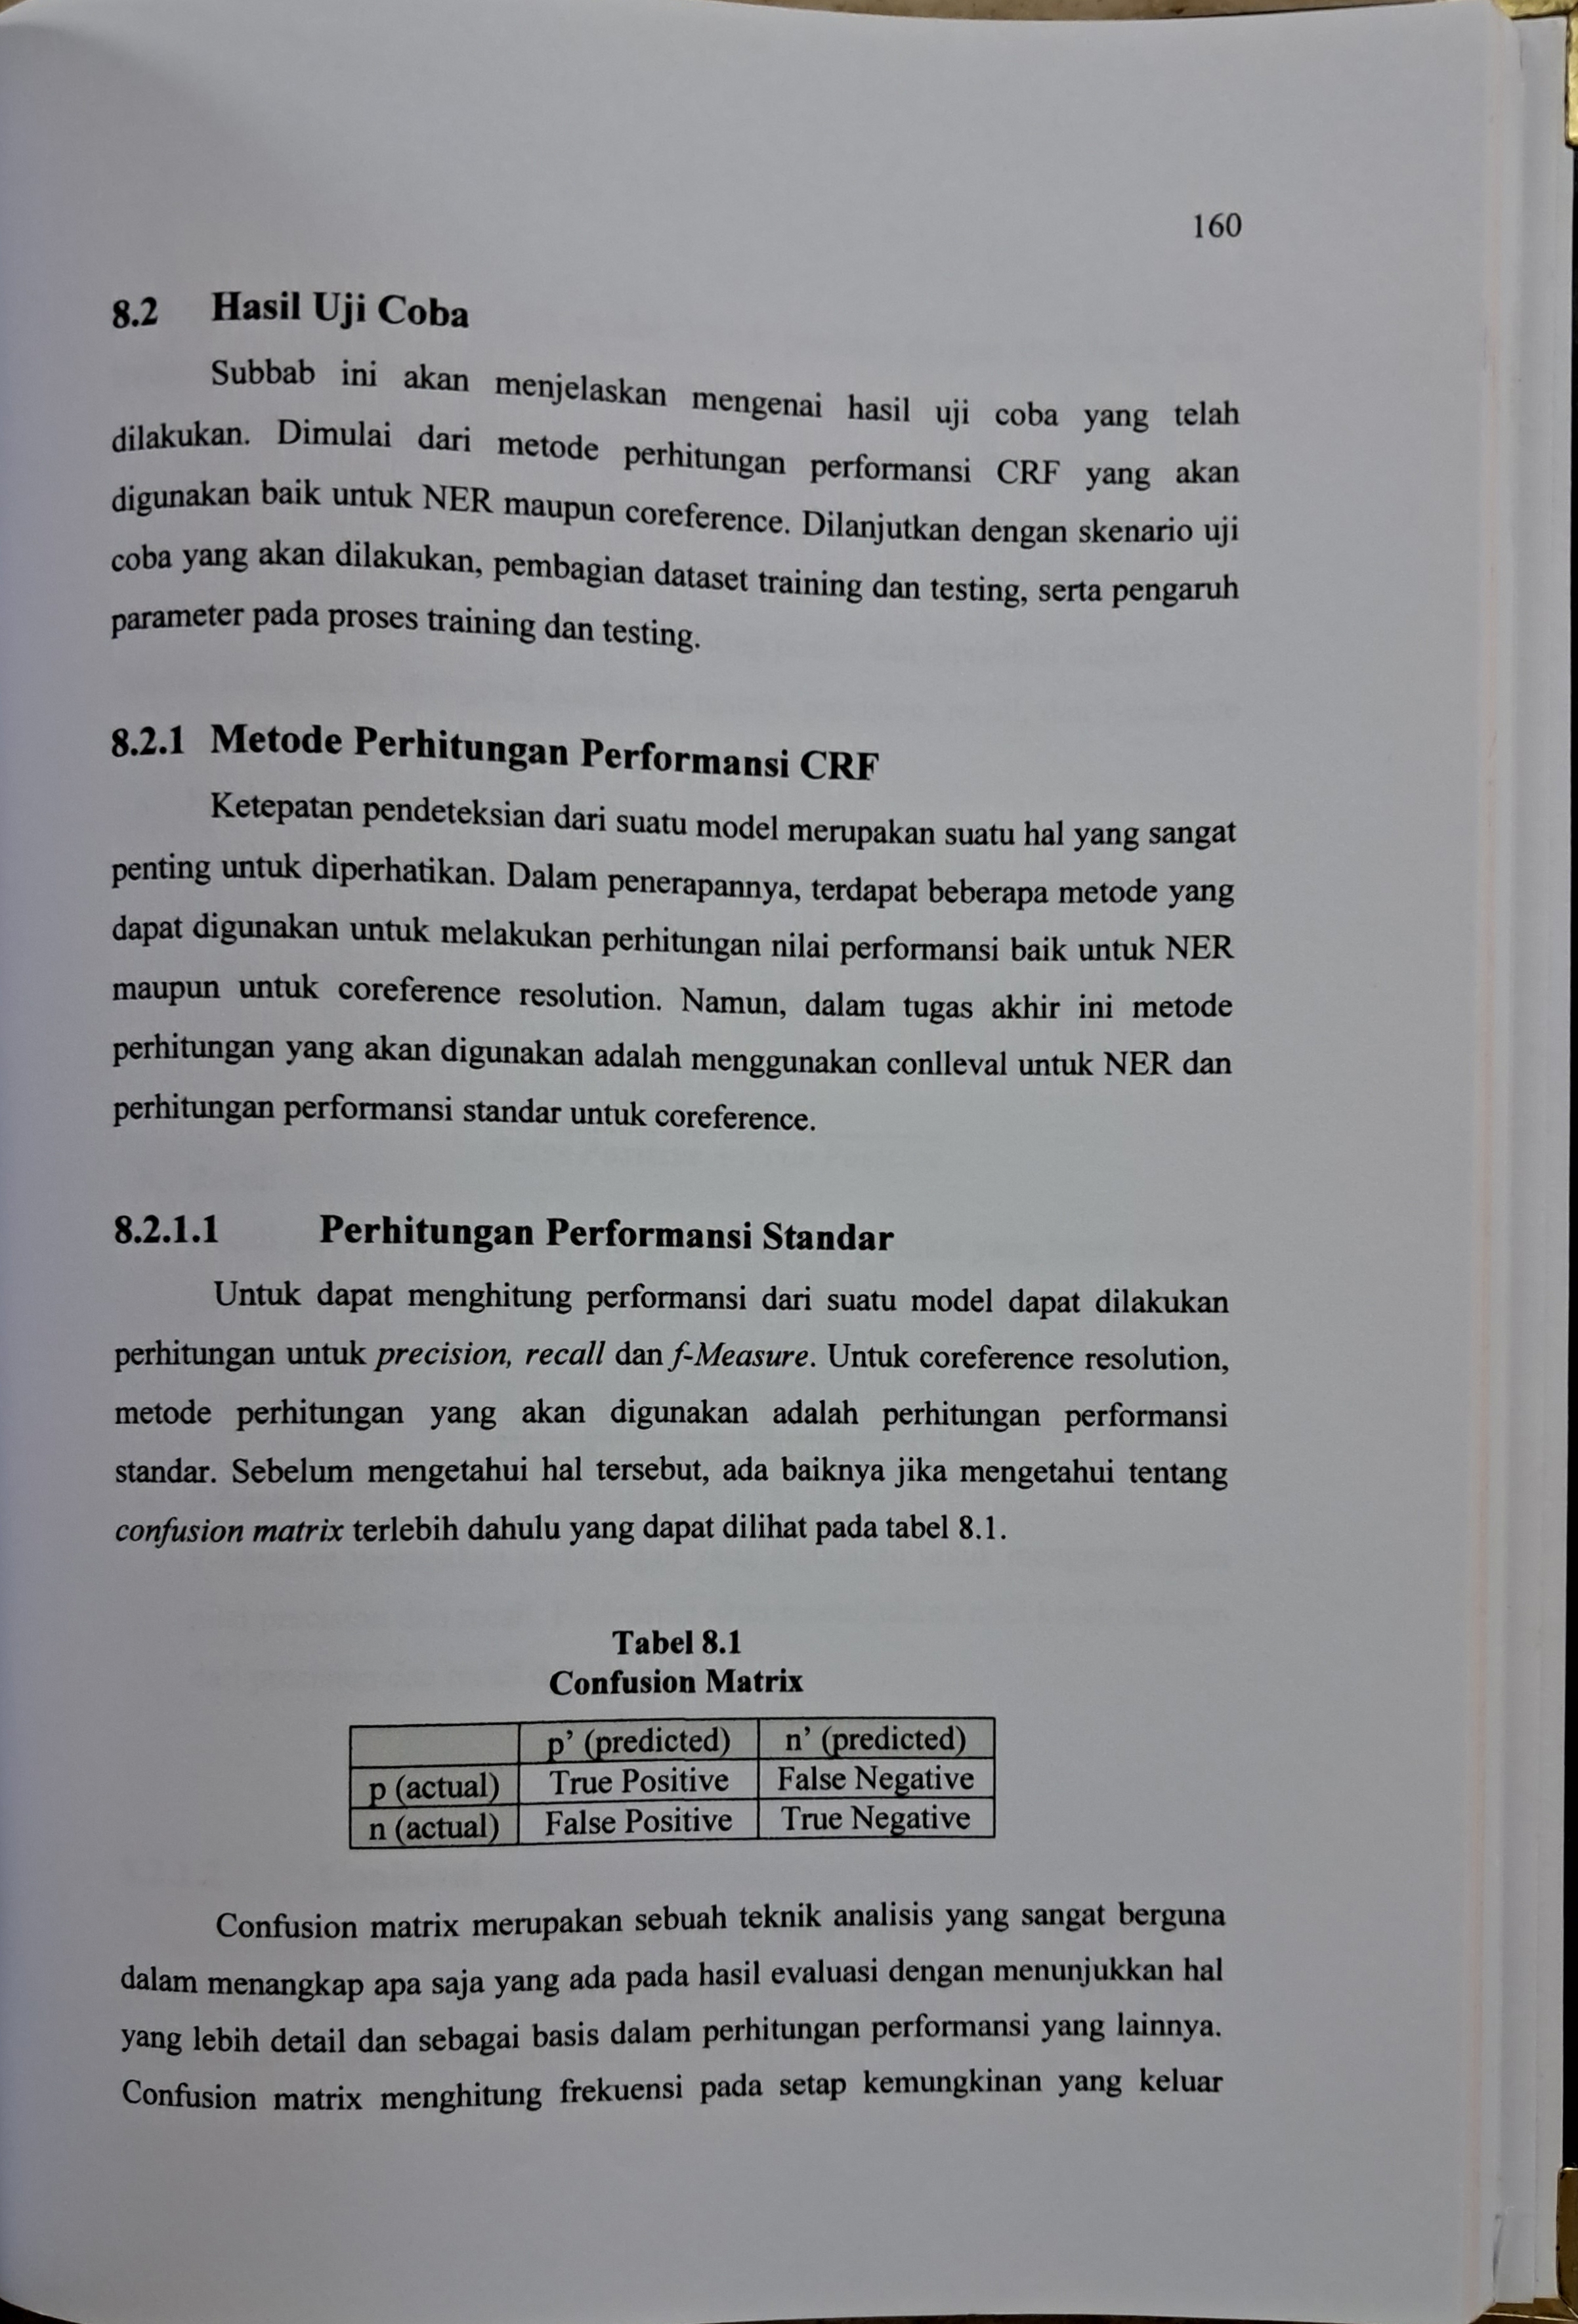 160
8.2 Hasil Uji Coba
Subbab ini akan menjelaskan mengenai hasil uji coba yang telah
dilakukan. Dimulai dari metode perhitungan performansi CRF yang akan
digunakan baik untuk NER maupun coreference. Dilanjutkan dengan skenario uji
coba yang akan dilakukan, pembagian dataset training dan testing, serta pengaruh
parameter pada proses training dan testing.
8.2.1 Metode Perhitungan Performansi CRF
Ketepatan pendeteksian dari suatu model merupakan suatu hal yang sangat
penting untuk diperhatikan. Dalam penerapannya, terdapat beberapa metode yang
dapat digunakan untuk melakukan perhitungan nilai performansi baik untuk NER
maupun untuk coreference resolution. Namun, dalam tugas akhir ini metode
perhitungan yang akan digunakan adalah menggunakan conlleval untuk NER dan
perhitungan performansi standar untuk coreference.
8.2.1.1 Perhitungan Performansi Standar
Untuk dapat menghitung performansi dari suatu model dapat dilakukan
perhitungan untuk precision, recall dan f-Measure. Untuk coreference resolution,
metode perhitungan yang akan digunakan adalah perhitungan performansi
standar. Sebelum mengetahui hal tersebut, ada baiknya jika mengetahui tentang
confusion matrix terlebih dahulu yang dapat dilihat pada tabel 8.1.
Tabel 8.1
Confusion Matrix
p’ (predicted) n’ (predicted)
p (actual) True Positive False Negative
n (actual) False Positive True Negative
Confusion matrix merupakan sebuah teknik analisis yang sangat berguna
dalam menangkap apa saja yang ada pada hasil evaluasi dengan menunjukkan hal
yang lebih detail dan sebagai basis dalam perhitungan performansi yang lainnya.
Confusion matrix menghitung frekuensi pada setap kemungkinan yang keluar